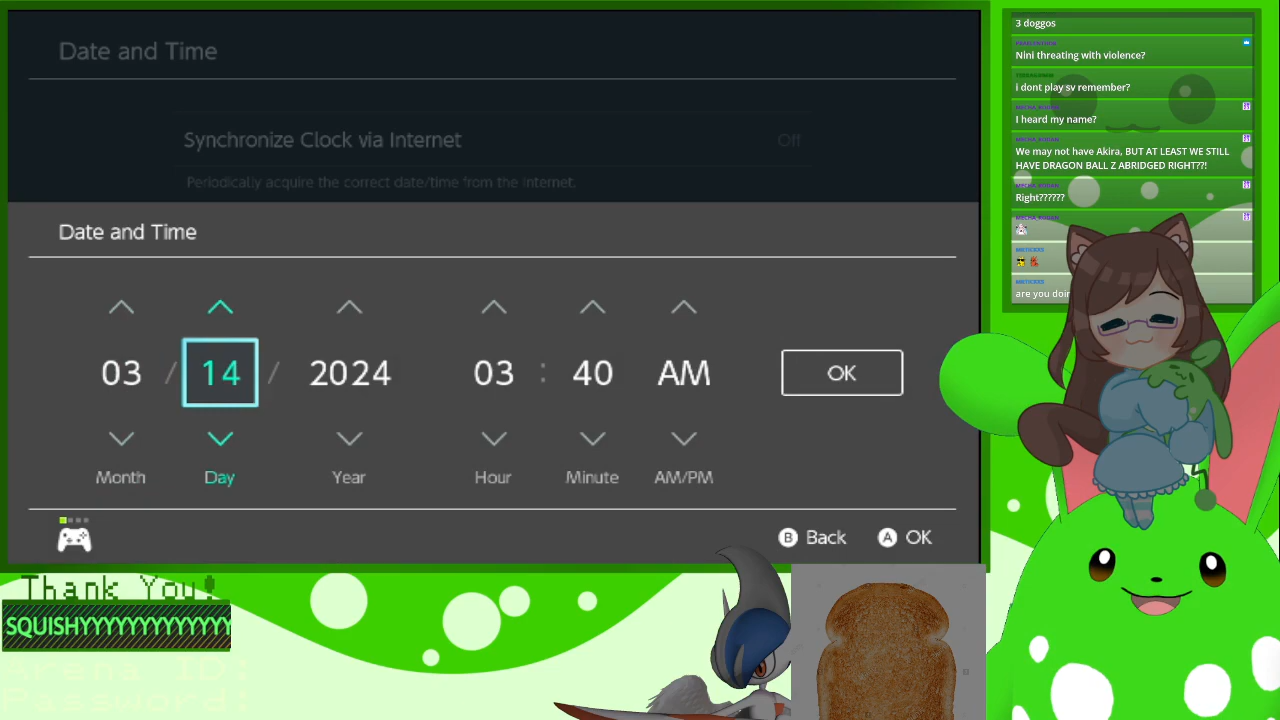 Date and Time
Synchronize Clock via Internet Off
Periodically acquire the correct date/time from the Internet.
Date and Time
03 / 14 / 2024 03 : 40 AM OK
Month Day Year Hour Minute AM/PM
B Back A OK
3 doggos
Nini threating with violence?
i dont play sv remember?
I heard my name?
We may not have Akira, BUT AT LEAST WE STILL
HAVE DRAGON BALL Z ABRIDGED RIGHT??!
Right??????
are you doin
Thank You!
SQUISHYYYYYYYYYYYYY
Arena ID:
Password: